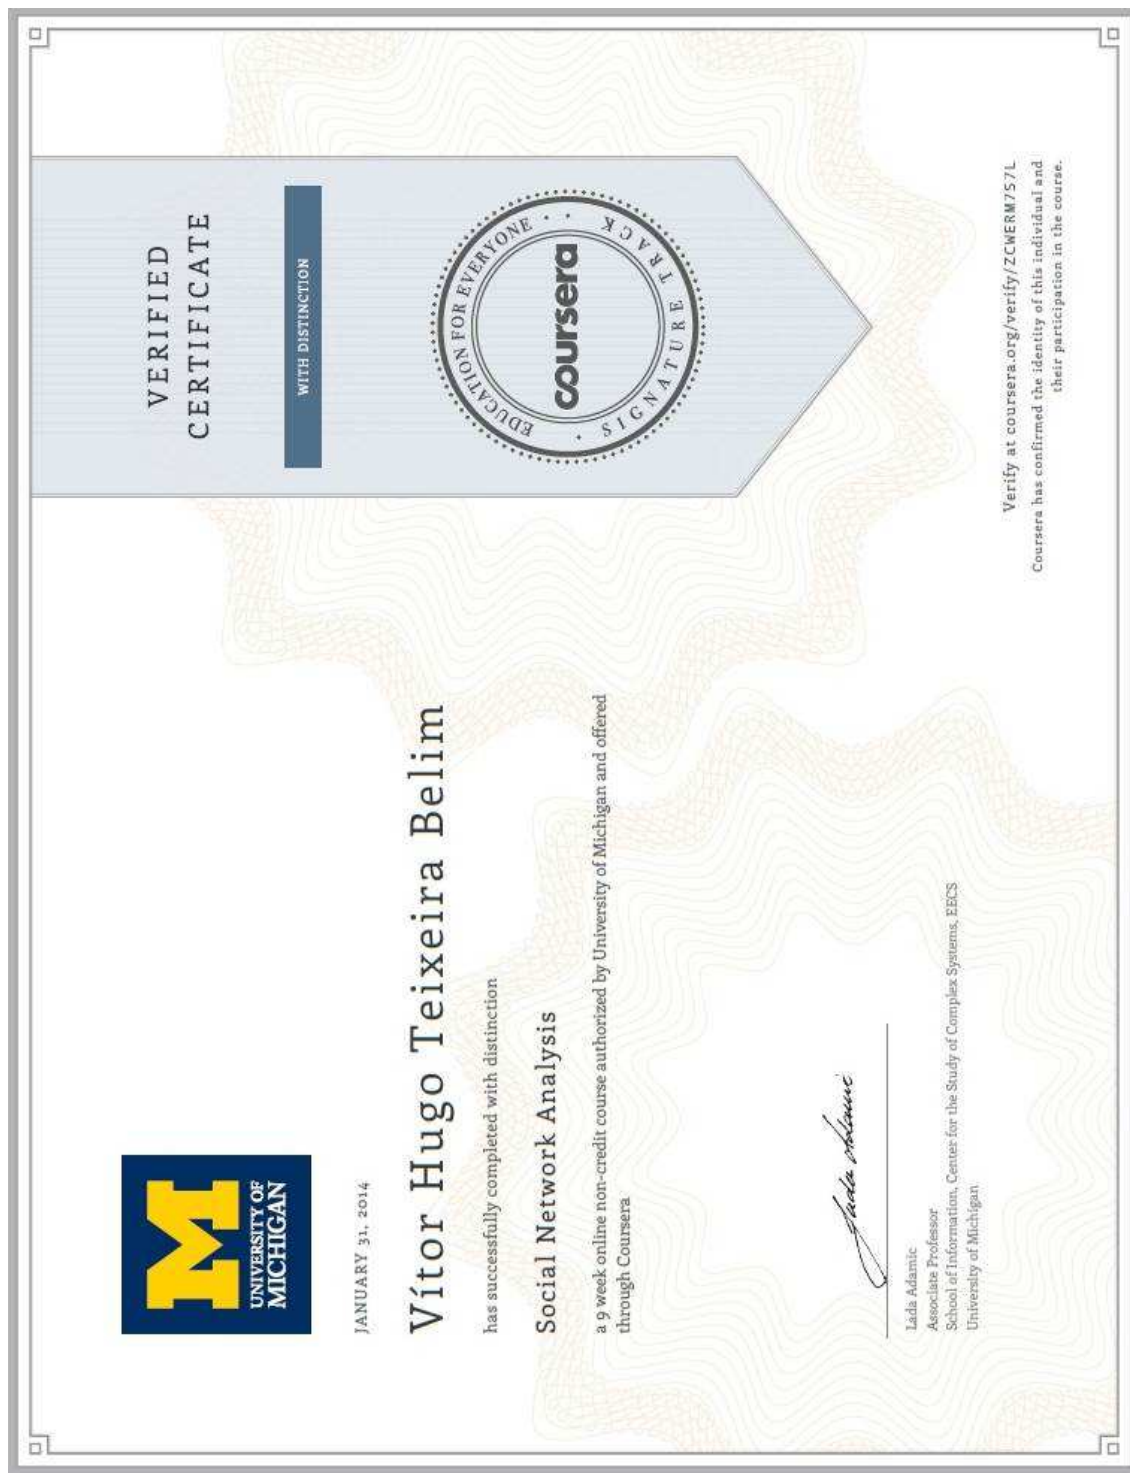 UNIVERSITY OF
MICHIGAN
JANUARY 31, 2014
Vítor Hugo Teixeira Belim
has successfully completed with distinction
Social Network Analysis
a 9 week online non-credit course authorized by University of Michigan and offered
through Coursera
Lada Adamic
Lada Adamic
Associate Professor
School of Information, Center for the Study of Complex Systems, EECS
University of Michigan
VERIFIED
CERTIFICATE
WITH DISTINCTION
EDUCATION FOR EVERYONE
coursera
SIGNATURE TRACK
Verify at coursera.org/verify/ZCWERM7S7L
Coursera has confirmed the identity of this individual and
their participation in the course.